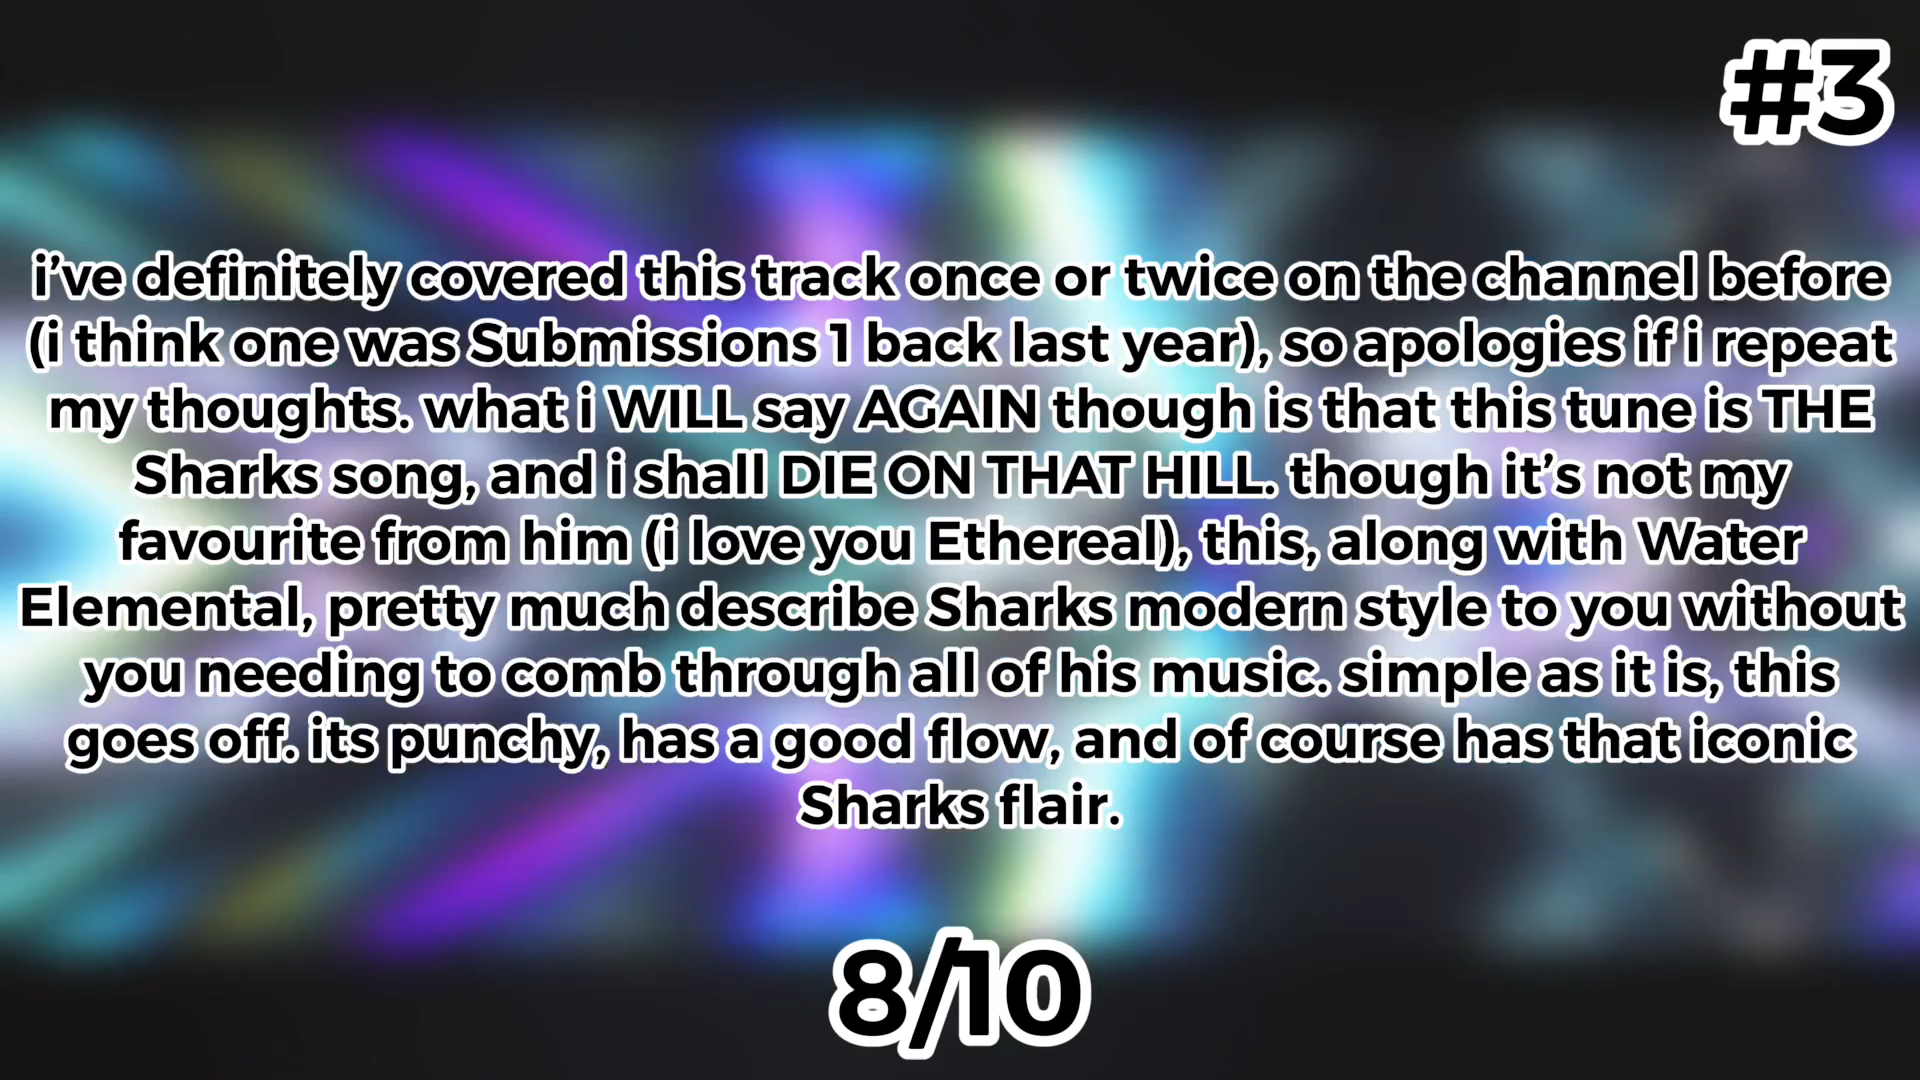 #3
i’ve definitely covered this track once or twice on the channel before
(i think one was Submissions 1 back last year), so apologies if i repeat
my thoughts. what i WILL say AGAIN though is that this tune is THE
Sharks song, and i shall DIE ON THAT HILL. though it’s not my
favourite from him (i love you Ethereal), this, along with Water
Elemental, pretty much describe Sharks modern style to you without
you needing to comb through all of his music. simple as it is, this
goes off. its punchy, has a good flow, and of course has that iconic
Sharks flair.
8/10